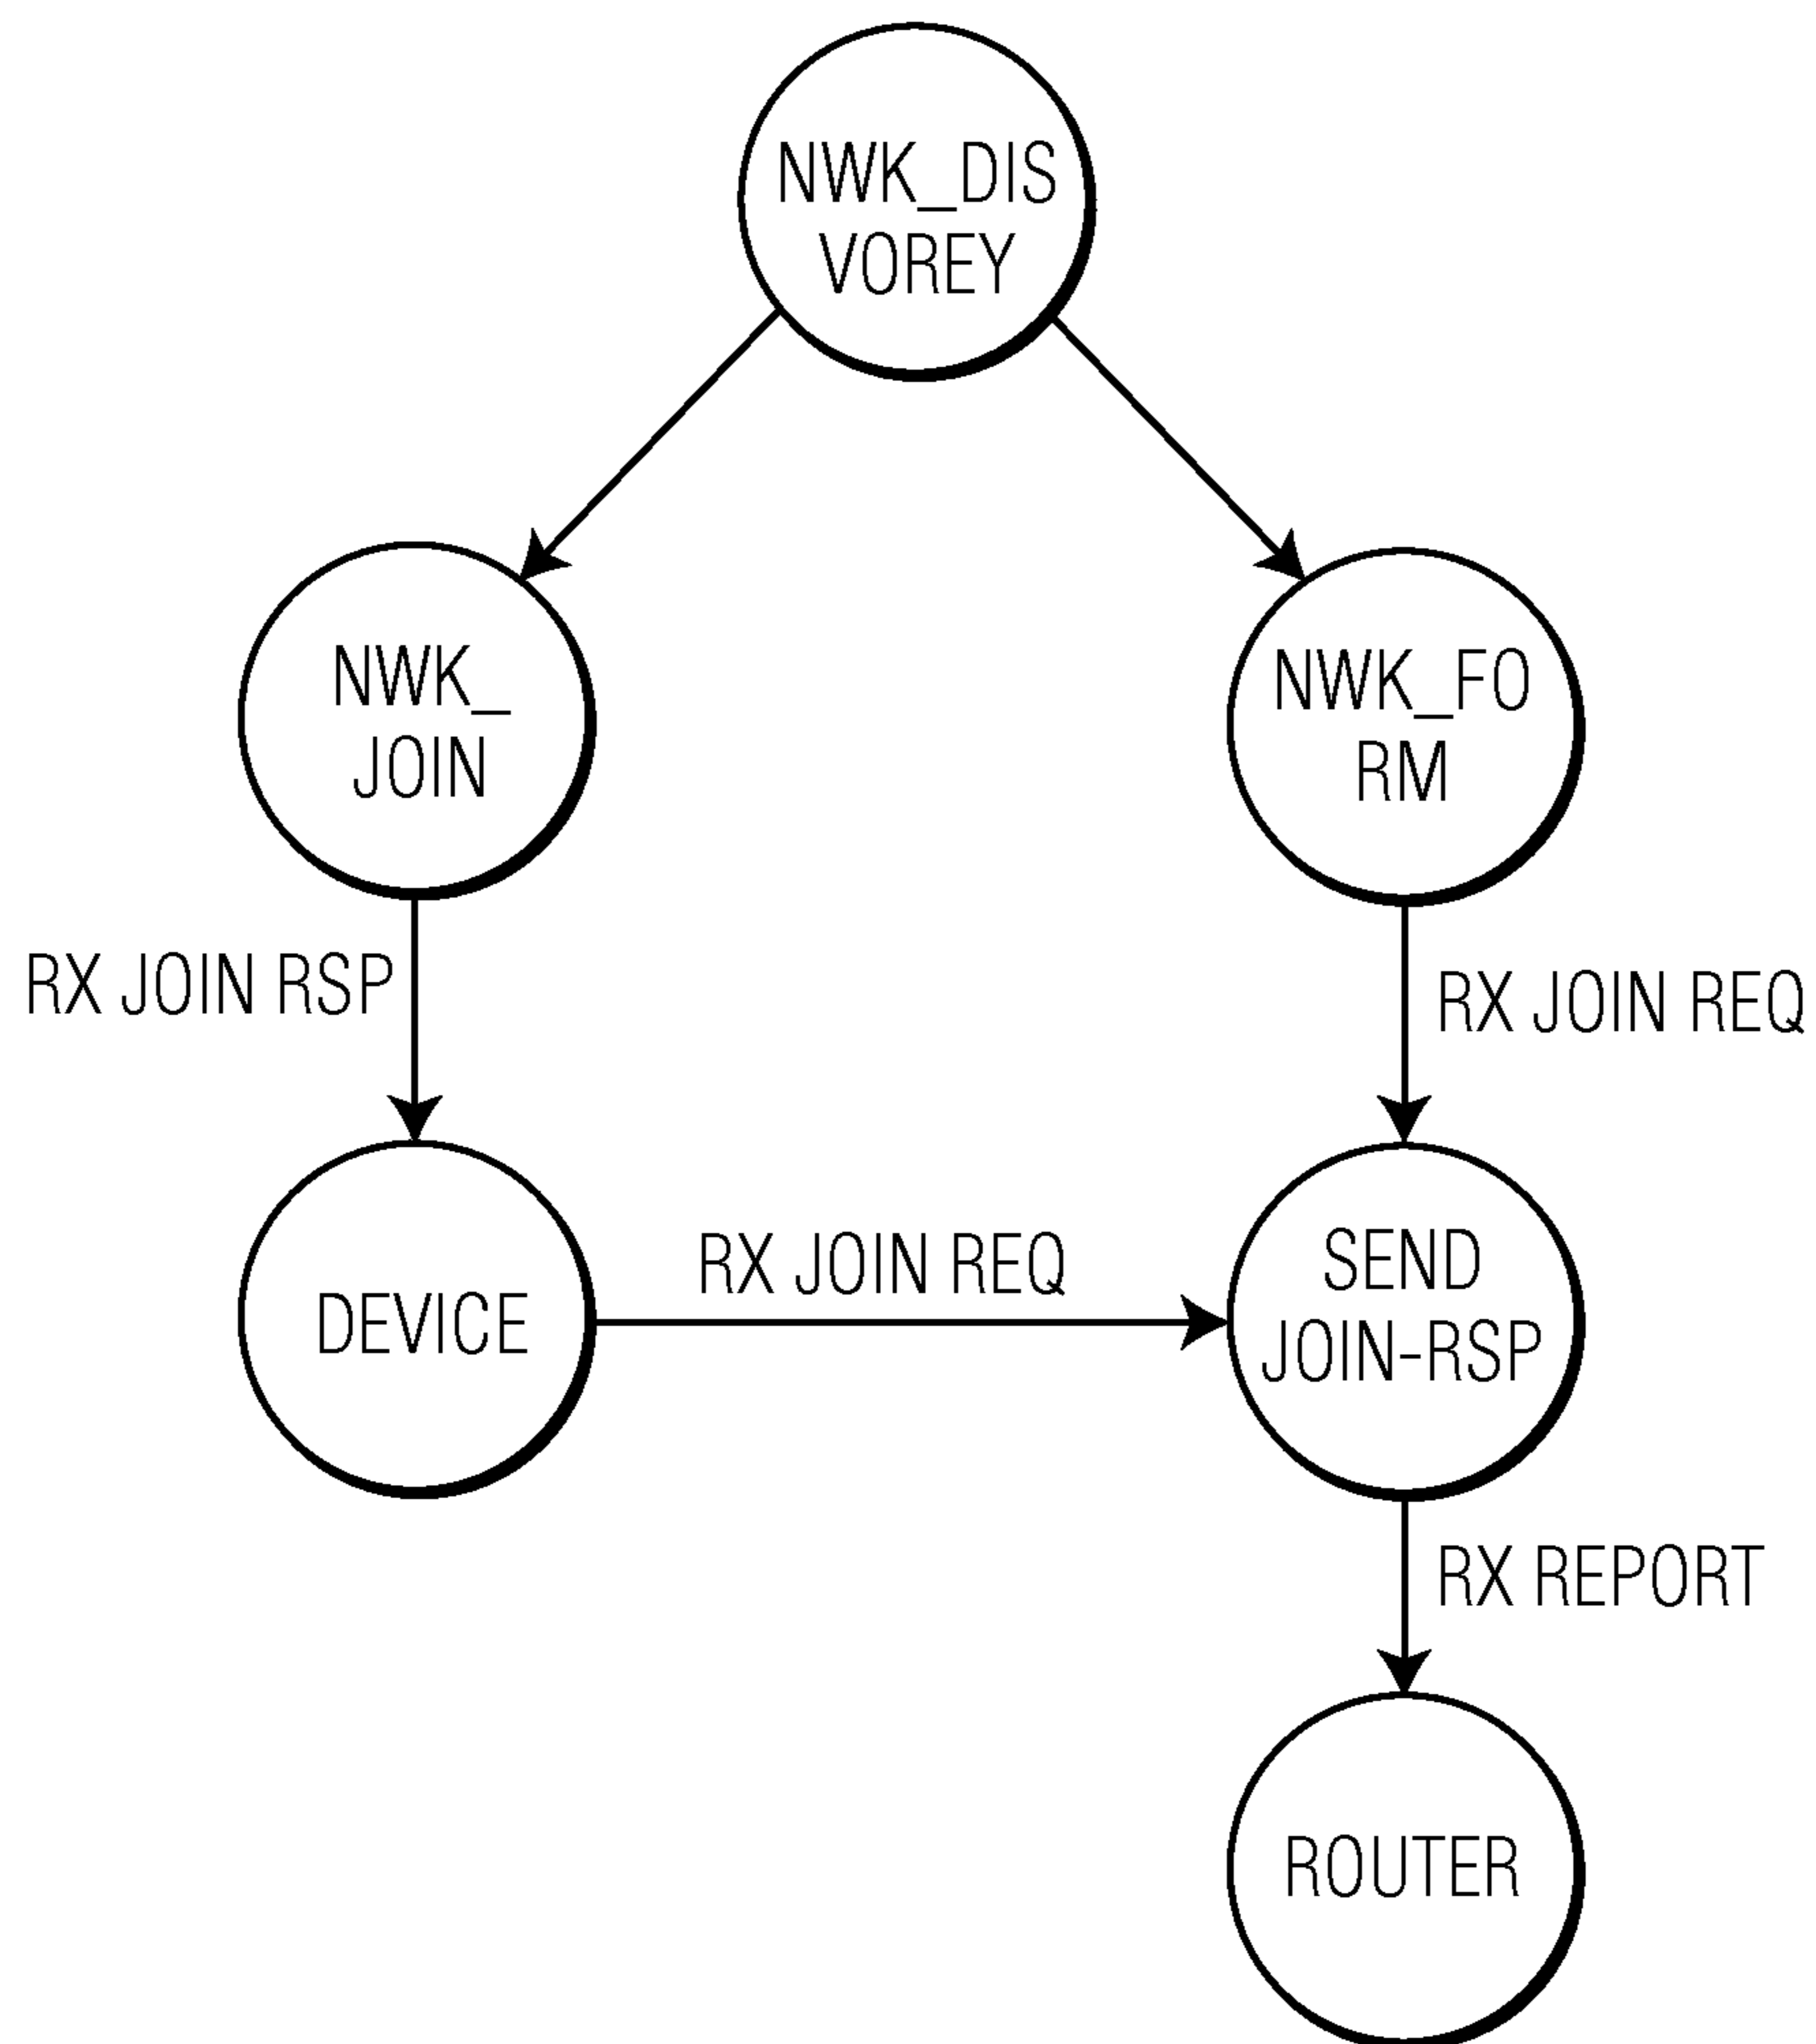 NWK_DIS
VOREY
NWK_
JOIN
NWK_FO
RM
RX JOIN RSP
RX JOIN REQ
DEVICE
RX JOIN REQ
SEND
JOIN-RSP
RX REPORT
ROUTER